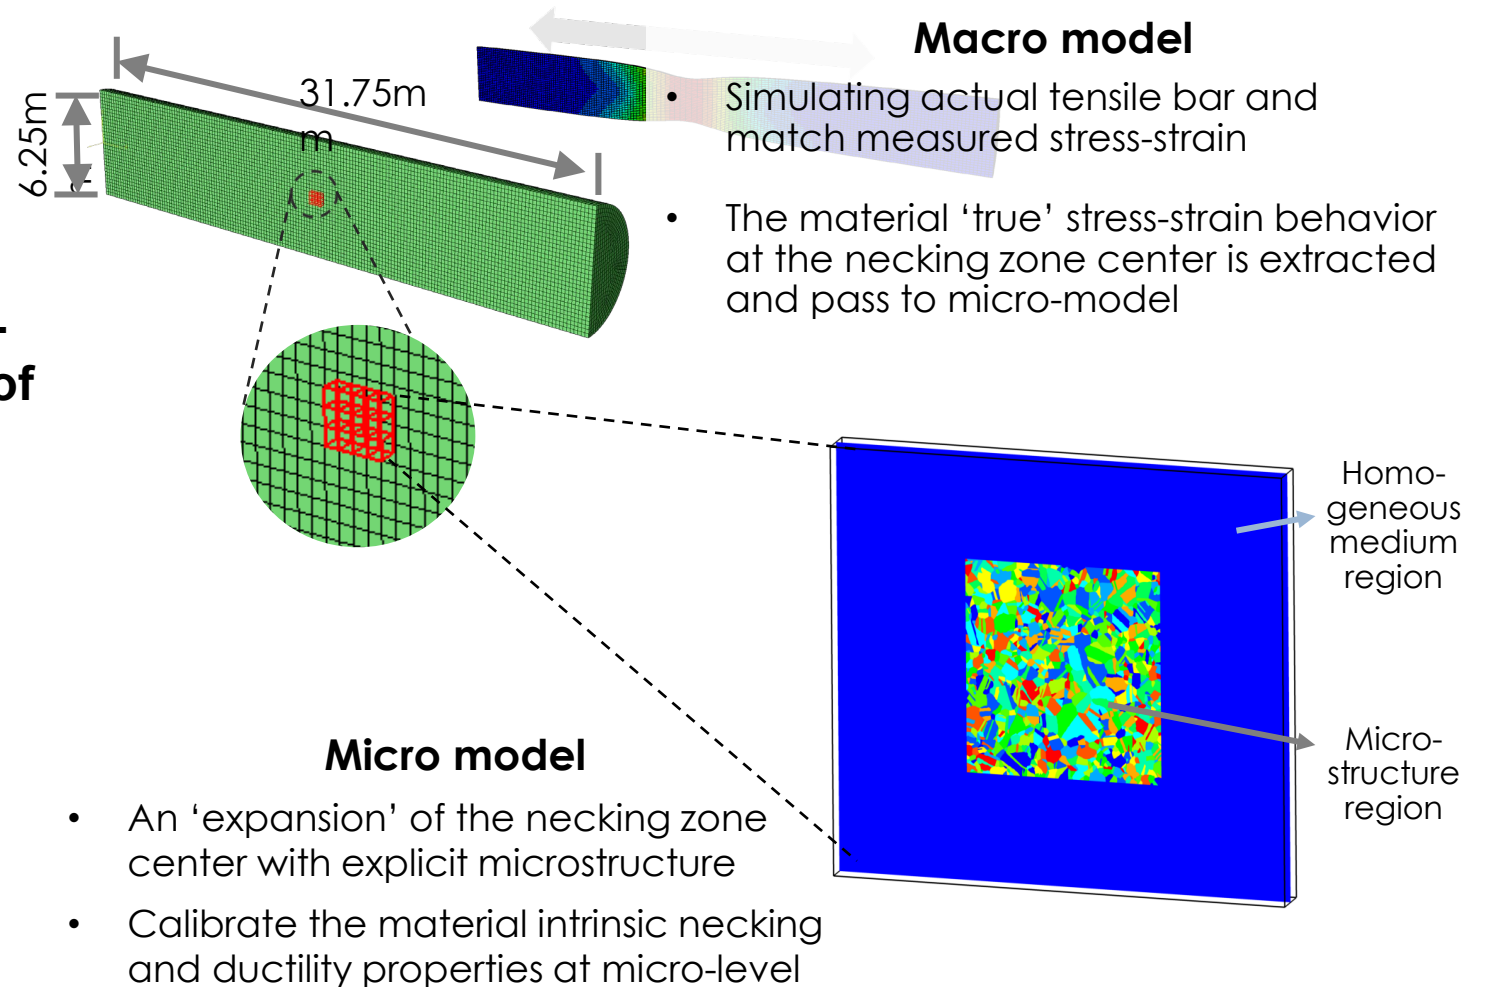 Macro model
31.75m
m
6.25m
• Simulating actual tensile bar and
match measured stress-strain
• The material ‘true’ stress-strain behavior
at the necking zone center is extracted
and pass to micro-model
of
Homo-
geneous
medium
region
Micro-
structure
region
Micro model
• An ‘expansion’ of the necking zone
center with explicit microstructure
• Calibrate the material intrinsic necking
and ductility properties at micro-level